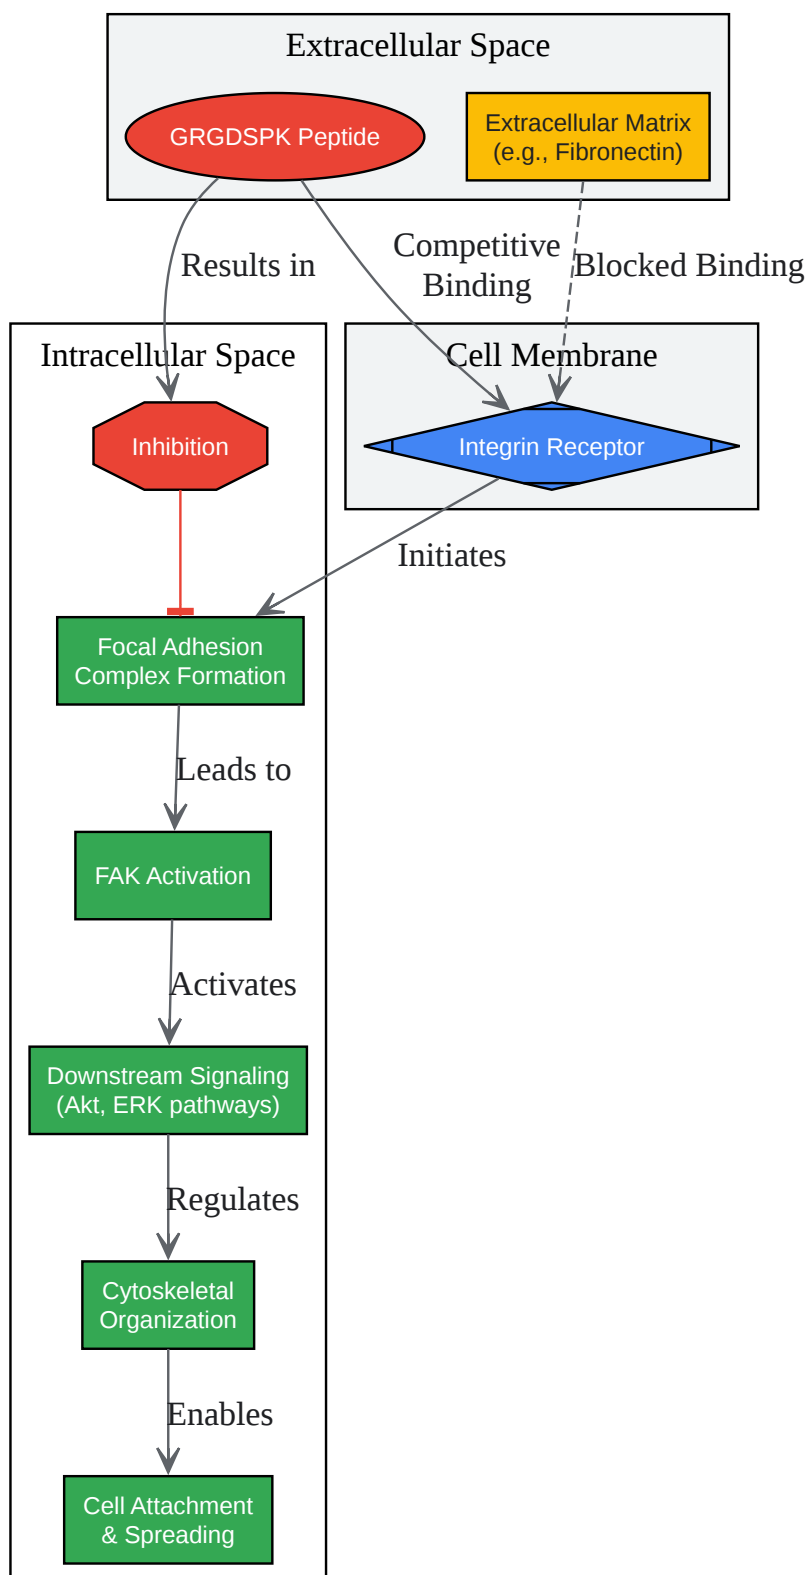 Extracellular Space
GRGDSPK Peptide
Extracellular Matrix
(e.g., Fibronectin)
Results in
Competitive
Binding
Blocked Binding
Intracellular Space
Cell Membrane
Inhibition
Integrin Receptor
Initiates
Focal Adhesion
Complex Formation
Leads to
FAK Activation
Activates
Downstream Signaling
(Akt, ERK pathways)
Regulates
Cytoskeletal
Organization
Enables
Cell Attachment
& Spreading